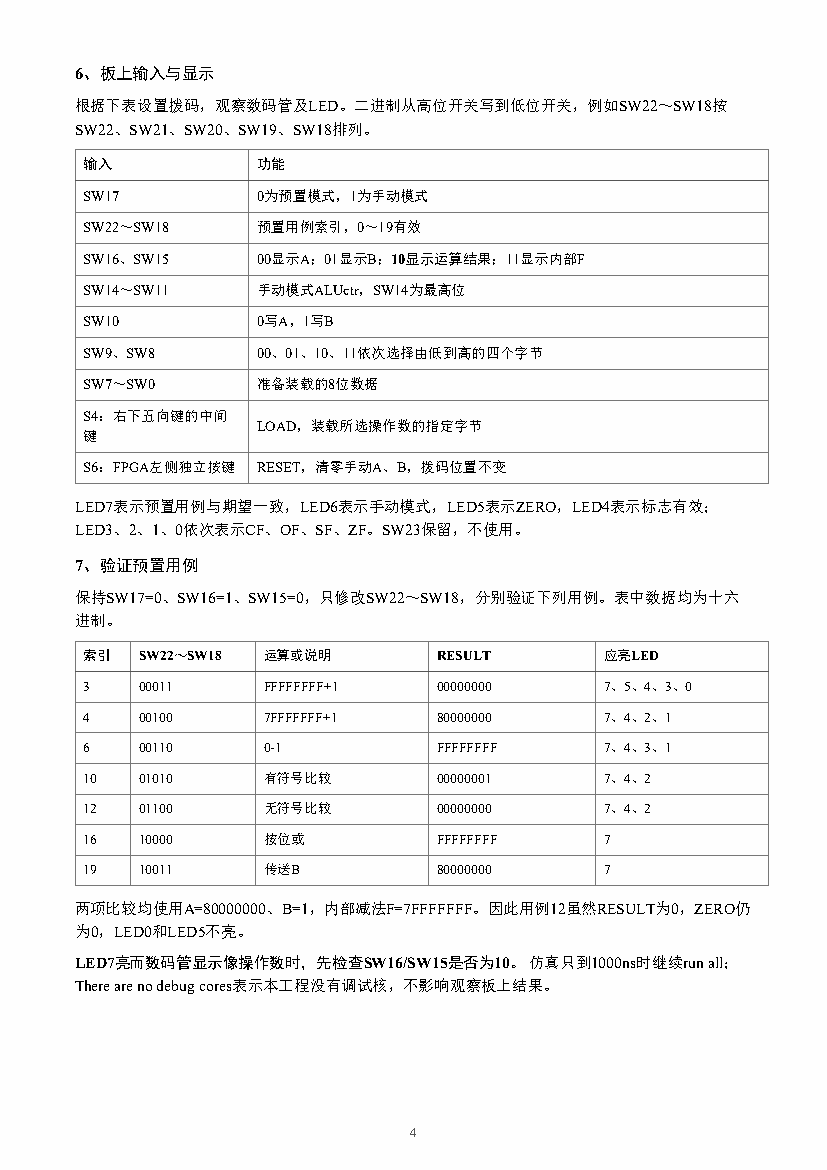 6、板上输入与显示
根据下表设置拨码，观察数码管及LED。二进制从高位开关写到低位开关，例如SW22～SW18按
SW22、SW21、SW20、SW19、SW18排列。
输入 功能
SW17 0为预置模式，1为手动模式
SW22～SW18 预置用例索引，0～19有效
SW16、SW15 00显示A；01显示B；10显示运算结果；11显示内部F
SW14～SW11 手动模式ALUctr，SW14为最高位
SW10 0写A，1写B
SW9、SW8 00、01、10、11依次选择由低到高的四个字节
SW7～SW0 准备装载的8位数据
S4：右下五向键的中间
键
LOAD，装载所选操作数的指定字节
S6：FPGA左侧独立按键 RESET，清零手动A、B，拨码位置不变
LED7表示预置用例与期望一致，LED6表示手动模式，LED5表示ZERO，LED4表示标志有效；
LED3、2、1、0依次表示CF、OF、SF、ZF。SW23保留，不使用。
7、验证预置用例
保持SW17=0、SW16=1、SW15=0，只修改SW22～SW18，分别验证下列用例。表中数据均为十六
进制。
索引 SW22～SW18 运算或说明 RESULT 应亮LED
3 00011 FFFFFFFF+1 00000000 7、5、4、3、0
4 00100 7FFFFFFF+1 80000000 7、4、2、1
6 00110 0-1 FFFFFFFF 7、4、3、1
10 01010 有符号比较 00000001 7、4、2
12 01100 无符号比较 00000000 7、4、2
16 10000 按位或 FFFFFFFF 7
19 10011 传送B 80000000 7
两项比较均使用A=80000000、B=1，内部减法F=7FFFFFFF。因此用例12虽然RESULT为0，ZERO仍
为0，LED0和LED5不亮。
LED7亮而数码管显示像操作数时，先检查SW16/SW15是否为10。 仿真只到1000ns时继续run all；
There are no debug cores表示本工程没有调试核，不影响观察板上结果。
4